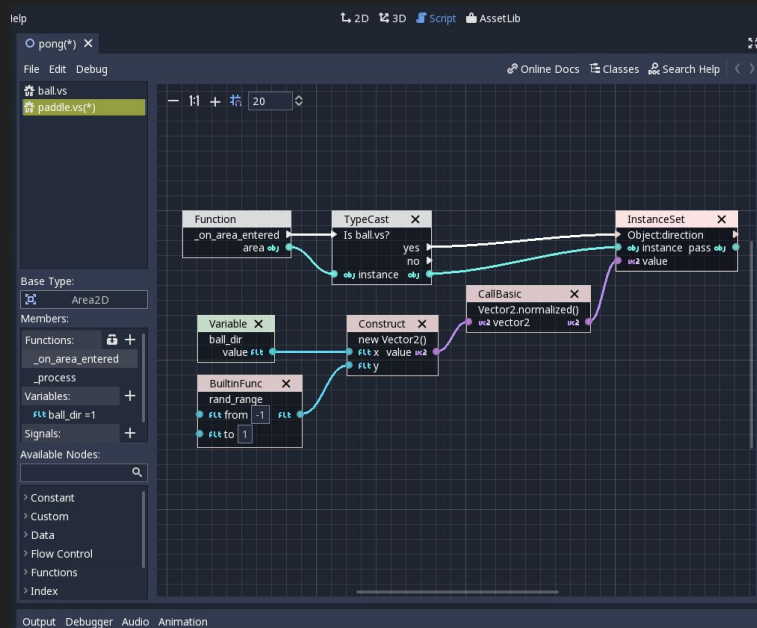 Help
2D 3D Script AssetLib
pong(*)
File Edit Debug
Online Docs Classes Search Help
ball.vs
paddle.vs(*)
1:1 20
Function
_on_area_entered
area obj
TypeCast
Is ball.vs?
yes
no
obj instance obj
InstanceSet
Object:direction
obj instance pass obj
vc2 value
CallBasic
Vector2.normalized()
vc2 vector2 vc2
Variable
ball_dir
value flt
Construct
new Vector2()
flt x value vc2
flt y
BuiltinFunc
rand_range
flt from -1 flt
flt to 1
Base Type:
Area2D
Members:
Functions:
_on_area_entered
_process
Variables:
flt ball_dir =1
Signals:
Available Nodes:
Constant
Custom
Data
Flow Control
Functions
Index
Output Debugger Audio Animation